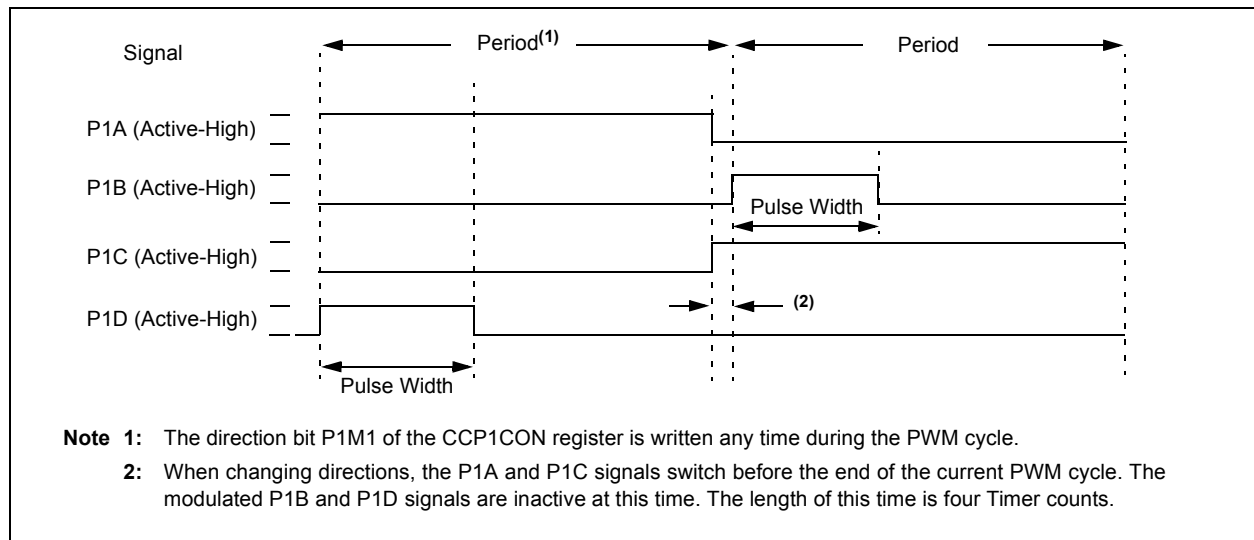 Signal
Period(1)
Period
P1A (Active-High)
P1B (Active-High)
Pulse Width
P1C (Active-High)
(2)
P1D (Active-High)
Pulse Width
Note 1: The direction bit P1M1 of the CCP1CON register is written any time during the PWM cycle.
2: When changing directions, the P1A and P1C signals switch before the end of the current PWM cycle. The
modulated P1B and P1D signals are inactive at this time. The length of this time is four Timer counts.